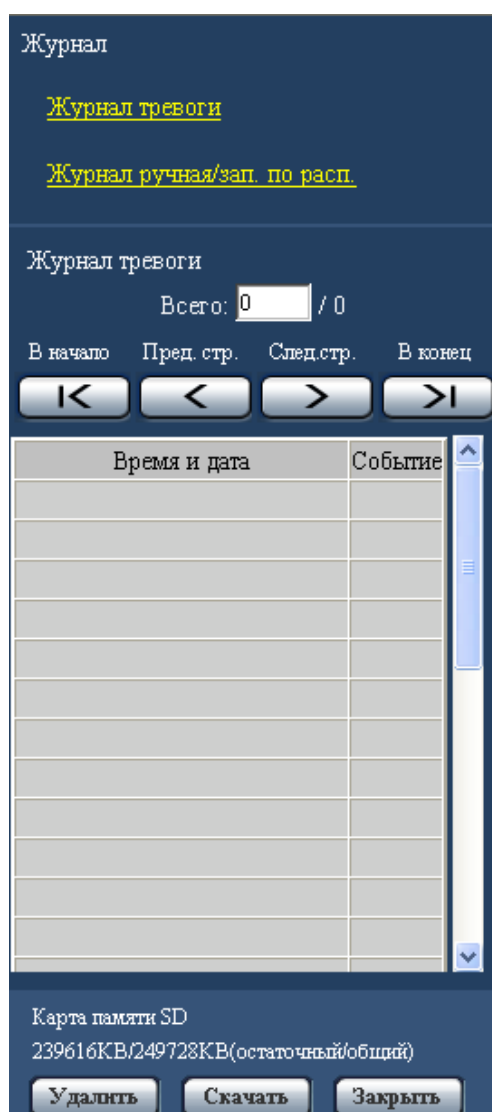 Журнал
Журнал тревоги
Журнал ручная/зап. по расп.
Журнал тревоги
Всего: 0 / 0
В начало Пред. стр. След.стр. В конец
Время и дата Событие
Карта памяти SD
239616KB/249728KB(остаточный/общий)
Удалить Скачать Закрыть